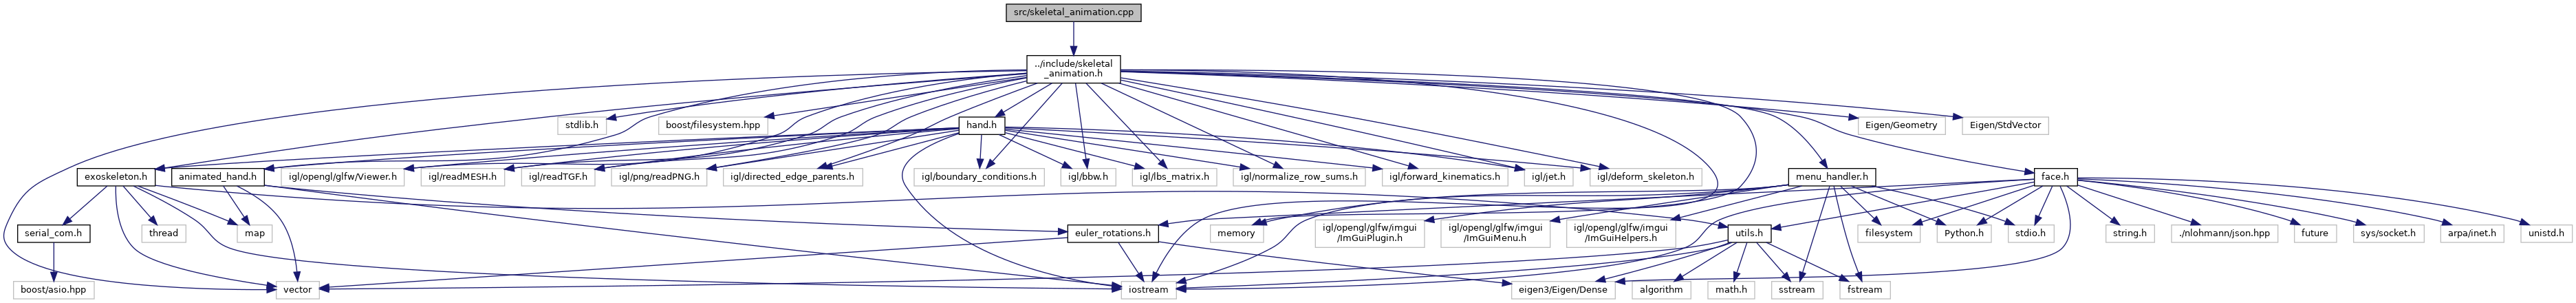 src/skeletal_animation.cpp
../include/skeletal
_animation.h
stdlib.h
boost/filesystem.hpp
hand.h
Eigen/Geometry
Eigen/StdVector
exoskeleton.h
animated_hand.h
igl/opengl/glfw/Viewer.h
igl/readMESH.h
igl/readTGF.h
igl/png/readPNG.h
igl/directed_edge_parents.h
igl/boundary_conditions.h
igl/bbw.h
igl/lbs_matrix.h
igl/normalize_row_sums.h
igl/forward_kinematics.h
igl/jet.h
igl/deform_skeleton.h
menu_handler.h
face.h
serial_com.h
thread
map
euler_rotations.h
memory
igl/opengl/glfw/imgui
/ImGuiPlugin.h
igl/opengl/glfw/imgui
/ImGuiMenu.h
igl/opengl/glfw/imgui
/ImGuiHelpers.h
utils.h
filesystem
Python.h
stdio.h
string.h
./nlohmann/json.hpp
future
sys/socket.h
arpa/inet.h
unistd.h
boost/asio.hpp
vector
iostream
eigen3/Eigen/Dense
algorithm
math.h
sstream
fstream